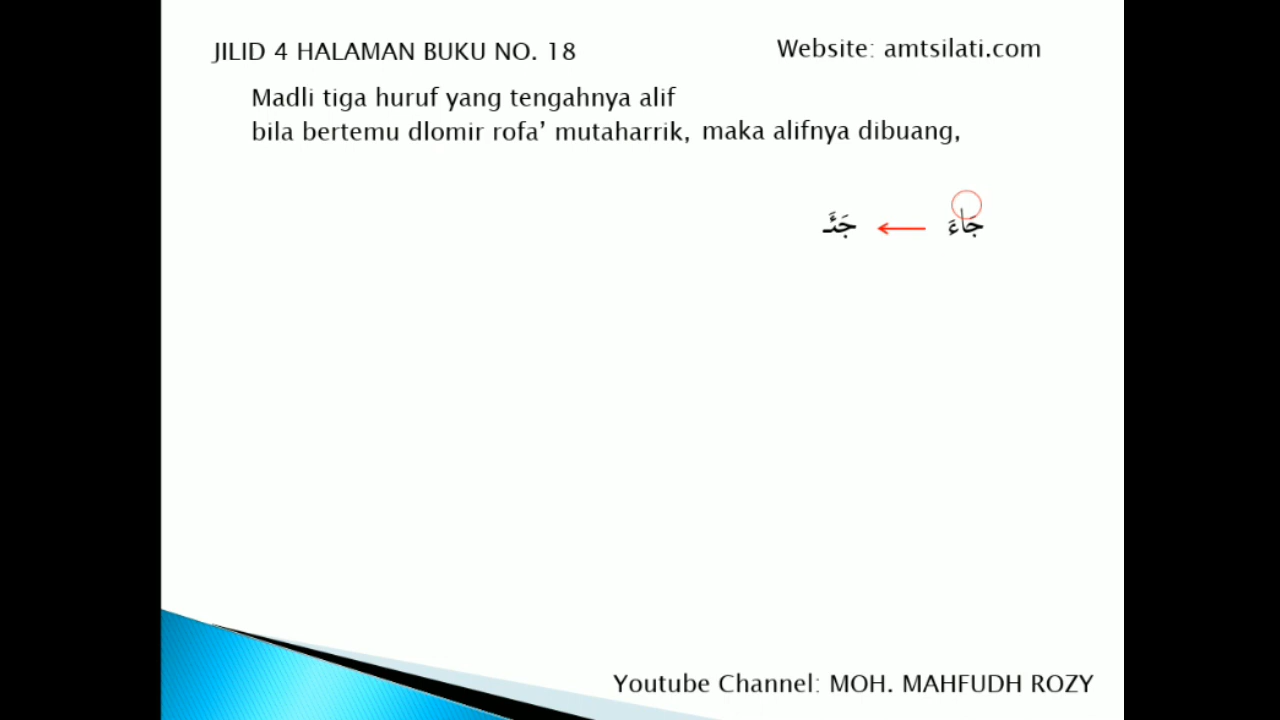 JILID 4 HALAMAN BUKU NO. 18
Website: amtsilati.com
Madli tiga huruf yang tengahnya alif
bila bertemu dlomir rofa’ mutaharrik, maka alifnya dibuang,
جَاءَ ← جَئَـ
Youtube Channel: MOH. MAHFUDH ROZY